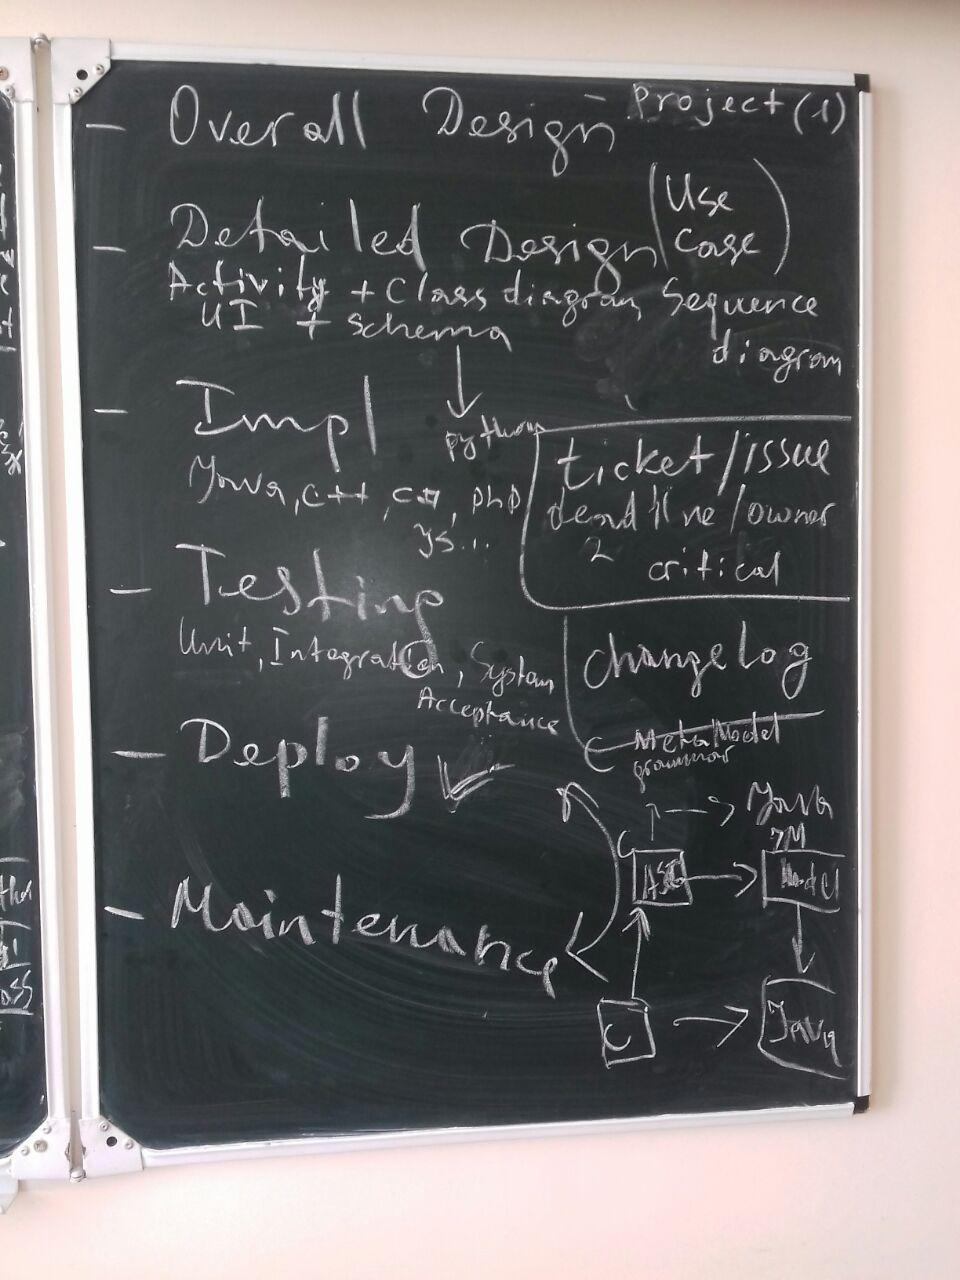 - Overall Design - Project (1)
- Detailed Design (Use Case)
Activity + Class diagram, Sequence diagram
UI + Schema
- Impl
python
Java, C++, C#, php
JS...
ticket/issue
deadline/owner
2 critical
- Testing
Unit, Integration, System
Acceptance
changelog
- Deploy
MetaModel
grammar
Java
C
AST
Model
- Maintenance
C
Java